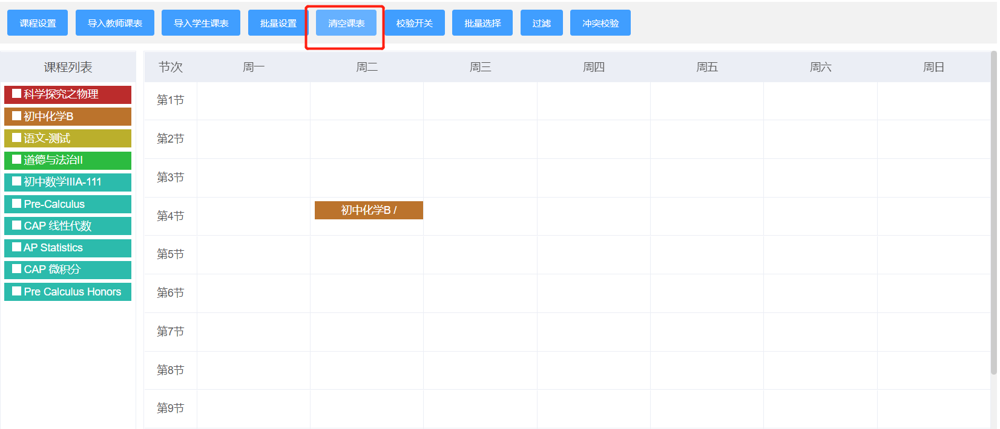 课程设置 导入教师课表 导入学生课表 批量设置 清空课表 校验开关 批量选择 过滤 冲突校验
课程列表
科学探究之物理
初中化学B
语文-测试
道德与法治II
初中数学IIIA-111
Pre-Calculus
CAP 线性代数
AP Statistics
CAP 微积分
Pre Calculus Honors
节次 周一 周二 周三 周四 周五 周六 周日
第1节
第2节
第3节
第4节 初中化学B /
第5节
第6节
第7节
第8节
第9节